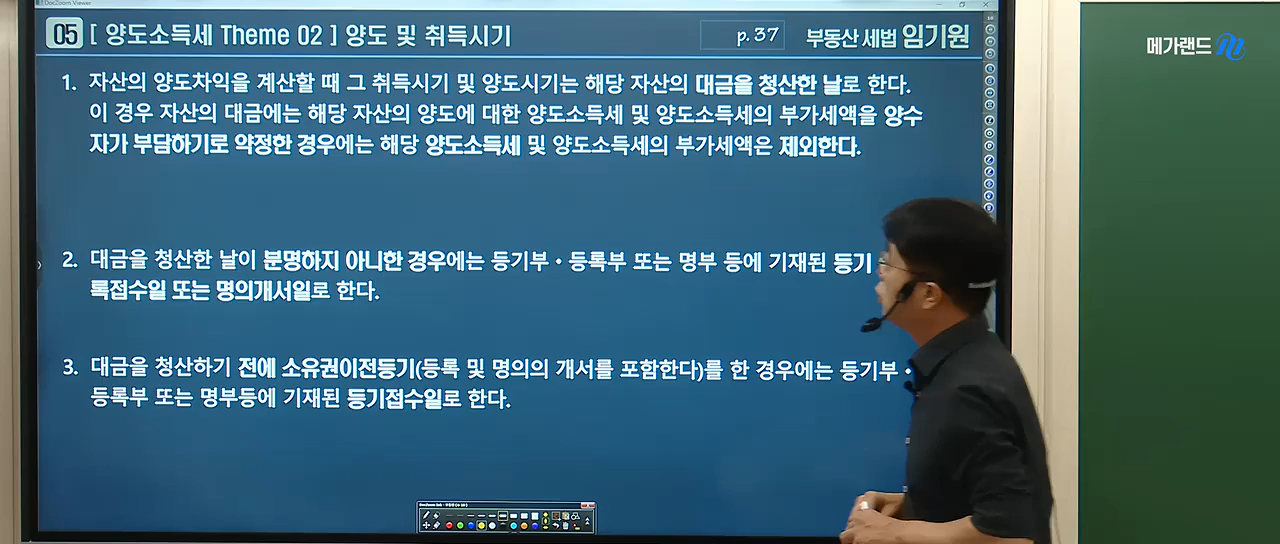 DocZoom Viewer
05 [ 양도소득세 Theme 02 ] 양도 및 취득시기
p. 37
부동산 세법 임기원
메가랜드
1. 자산의 양도차익을 계산할 때 그 취득시기 및 양도시기는 해당 자산의 대금을 청산한 날로 한다.
이 경우 자산의 대금에는 해당 자산의 양도에 대한 양도소득세 및 양도소득세의 부가세액을 양수
자가 부담하기로 약정한 경우에는 해당 양도소득세 및 양도소득세의 부가세액은 제외한다.
2. 대금을 청산한 날이 분명하지 아니한 경우에는 등기부 • 등록부 또는 명부 등에 기재된 등기
록접수일 또는 명의개서일로 한다.
3. 대금을 청산하기 전에 소유권이전등기(등록 및 명의의 개서를 포함한다)를 한 경우에는 등기부 •
등록부 또는 명부등에 기재된 등기접수일로 한다.